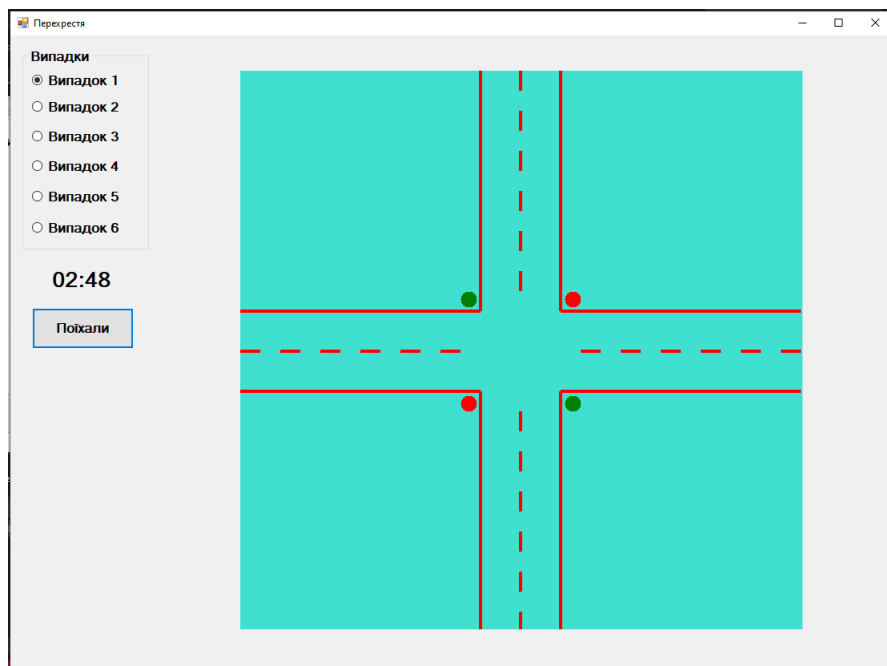 Перехрестя
Випадки
Випадок 1
Випадок 2
Випадок 3
Випадок 4
Випадок 5
Випадок 6
02:48
Поїхали